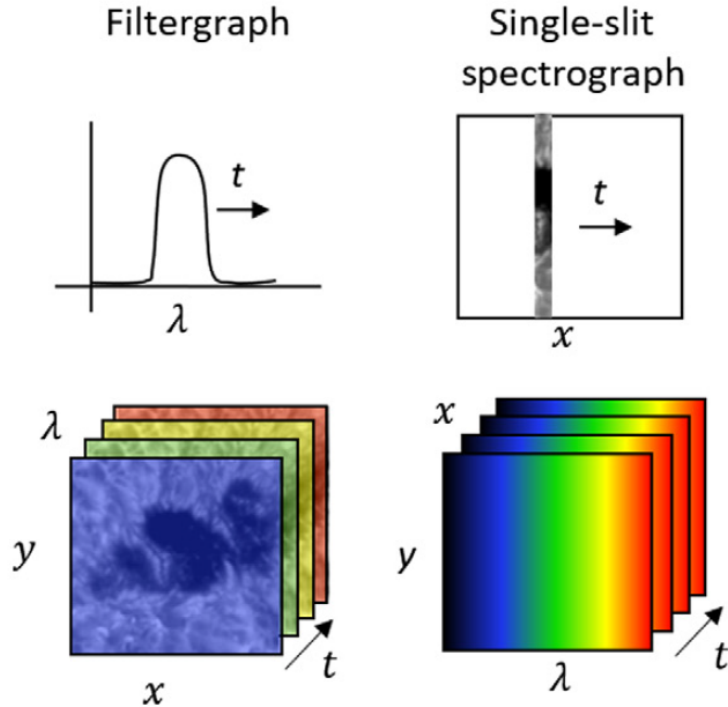 Filtergraph
Single-slit
spectrograph
t
λ
t
x
λ
y
x
t
x
y
λ
t